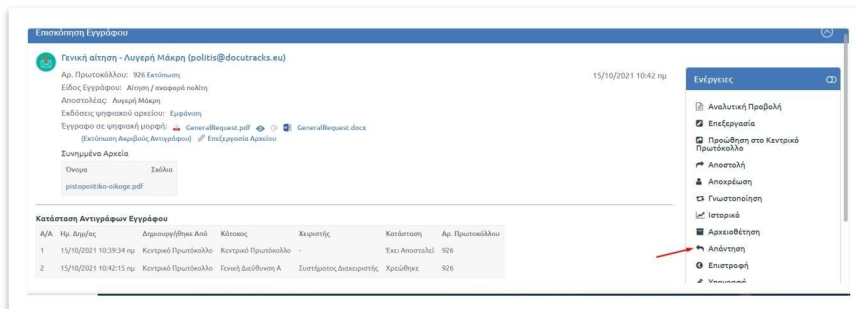 Επισκόπηση Εγγράφου
Γενική αίτηση - Λυγερή Μάκρη (politis@docutracks.eu)
Αρ. Πρωτοκόλλου: 926 Εκτύπωση
15/10/2021 10:42 πμ
Είδος Εγγράφου: Αίτηση / αναφορά πολίτη
Αποστολέας: Λυγερή Μάκρη
Εκδόσεις ψηφιακού αρχείου: Εμφάνιση
Έγγραφο σε ψηφιακή μορφή: GeneralRequest.pdf GeneralRequest.docx
(Εκτύπωση Ακριβούς Αντιγράφου) Επεξεργασία Αρχείου
Συνημμένα Αρχεία
Όνομα Σχόλια
pistopoiitiko-oikoge.pdf
Κατάσταση Αντιγράφων Εγγράφου
Α/Α Ημ. Δημ/ας Δημιουργήθηκε Από Κάτοχος Χειριστής Κατάσταση Αρ. Πρωτοκόλλου
1 15/10/2021 10:39:34 πμ Κεντρικό Πρωτόκολλο Κεντρικό Πρωτόκολλο - Έχει Αποσταλεί 926
2 15/10/2021 10:42:15 πμ Κεντρικό Πρωτόκολλο Γενική Διεύθυνση Α Συστήματος Διαχειριστής Χρεώθηκε 926
Ενέργειες
Αναλυτική Προβολή
Επεξεργασία
Προώθηση στο Κεντρικό
Πρωτόκολλο
Αποστολή
Αποχρέωση
Γνωστοποίηση
Ιστορικό
Αρχειοθέτηση
Απάντηση
Επιστροφή